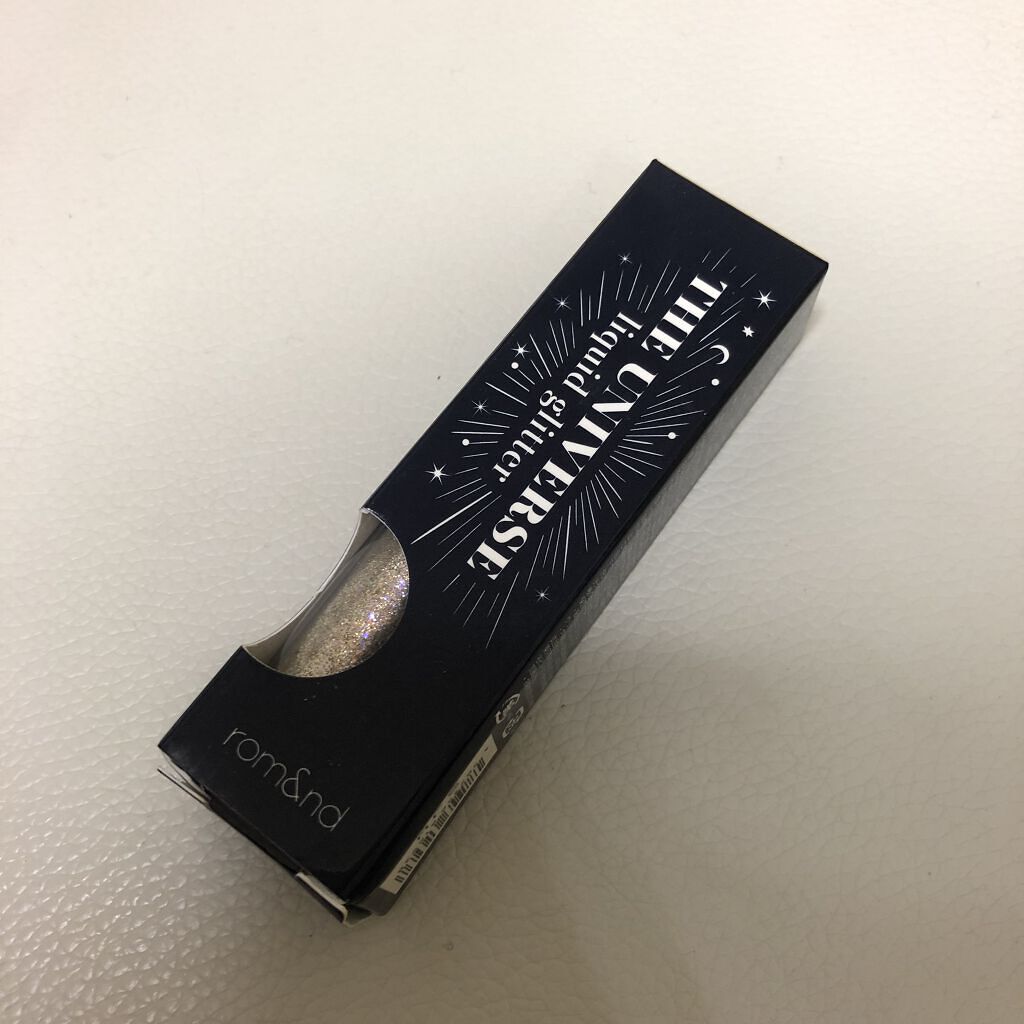 THE UNIVERSE
liquid glitter
rom&nd